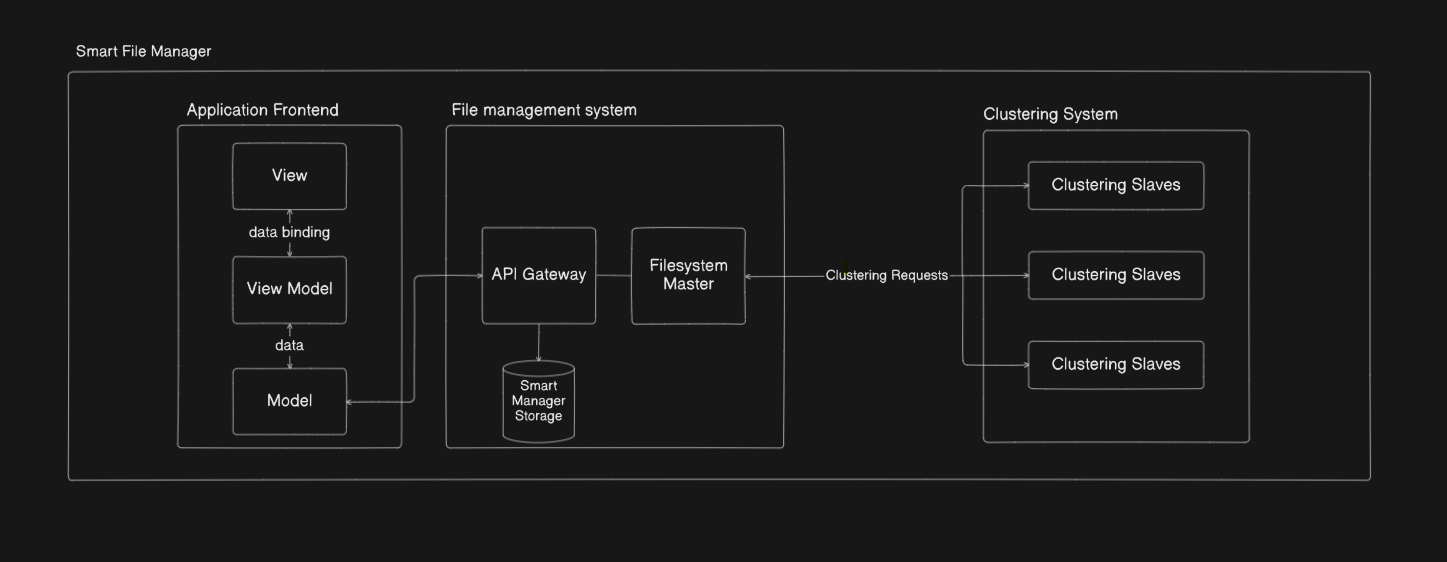 Smart File Manager
Application Frontend
View
data binding
View Model
data
Model
File management system
API Gateway
Filesystem
Master
Smart
Manager
Storage
Clustering Requests
Clustering System
Clustering Slaves
Clustering Slaves
Clustering Slaves